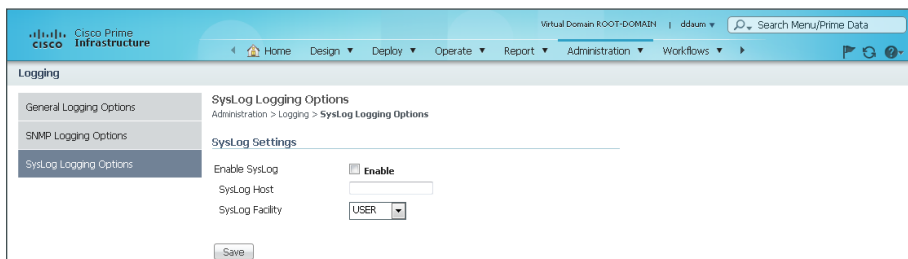 Virtual Domain ROOT-DOMAIN | ddaum Search Menu/Prime Data
Cisco Prime
CISCO Infrastructure
Home Design Deploy Operate Report Administration Workflows
Logging
General Logging Options
SNMP Logging Options
SysLog Logging Options
SysLog Logging Options
Administration > Logging > SysLog Logging Options
SysLog Settings
Enable SysLog Enable
SysLog Host
SysLog Facility USER
Save